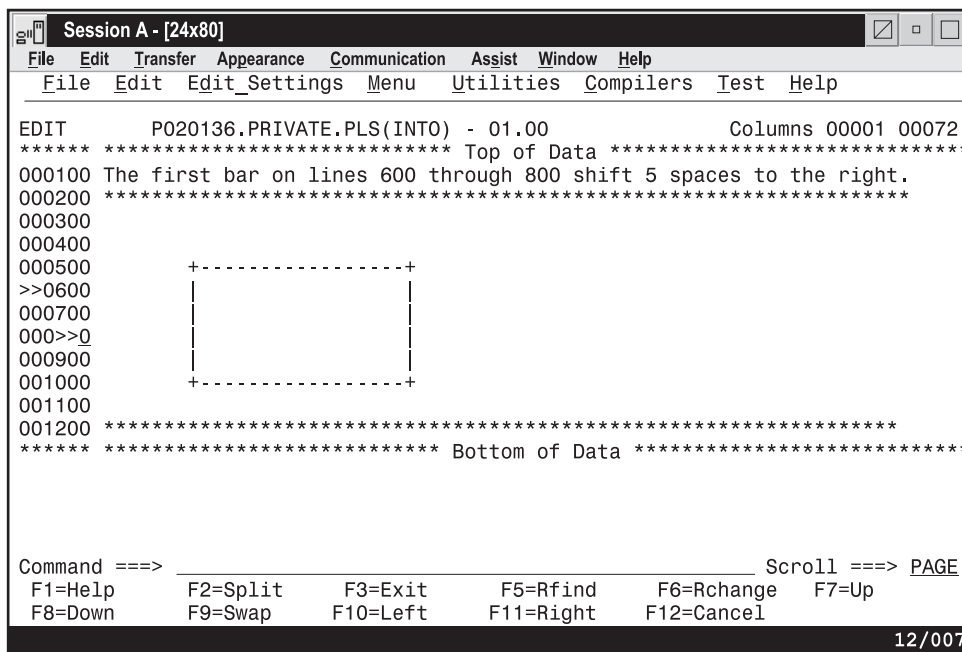 Session A - [24x80]
File Edit Transfer Appearance Communication Assist Window Help
File Edit Edit_Settings Menu Utilities Compilers Test Help
EDIT PO20136.PRIVATE.PLS(INTO) - 01.00 Columns 00001 00072
****** ***************************** Top of Data ******************************
000100 The first bar on lines 600 through 800 shift 5 spaces to the right.
000200 *******************************************************************
000300
000400
000500 +-----------------+
>>0600 | |
000700 | |
000>>0 | |
000900 | |
001000 +-----------------+
001100
001200 ******************************************************************
****** **************************** Bottom of Data ****************************
Command ===> Scroll ===> PAGE
F1=Help F2=Split F3=Exit F5=Rfind F6=Rchange F7=Up
F8=Down F9=Swap F10=Left F11=Right F12=Cancel
12/007